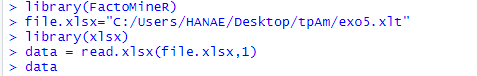 > library(FactoMineR)
> file.xlsx="C:/Users/HANAE/Desktop/tpAm/exo5.xlt"
> library(xlsx)
> data = read.xlsx(file.xlsx,1)
> data